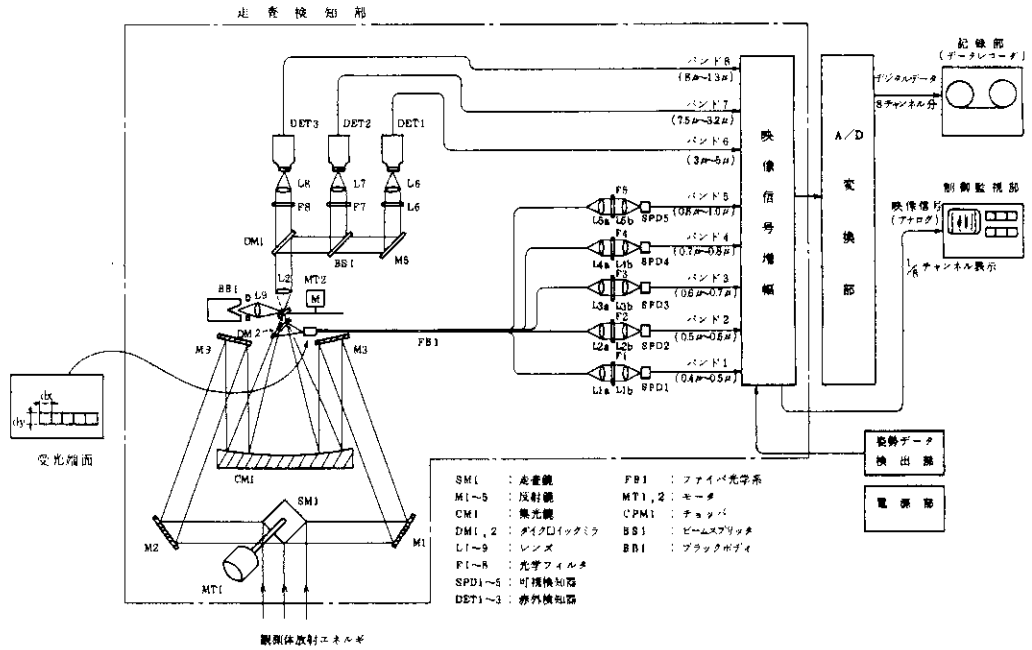 走査検知部
バンド8
(8μ~13μ)
バンド7
(7.5μ~3.2μ)
バンド6
(3μ~5μ)
DET3
DET2
DET1
L8
L7
L6
F8
F7
L6
DM1
BS1
M5
L2
MT2
M
BB1
L9
DM2
FB1
M3
M3
CM1
SM1
M2
M1
MT1
観測体放射エネルギ
dx
dy
受光端面
F5
バンド5
(0.8μ~1.0μ)
L5a
L5b
SPD5
F4
バンド4
(0.7μ~0.8μ)
L4a
L4b
SPD4
F3
バンド3
(0.6μ~0.7μ)
L3a
L3b
SPD3
F2
バンド2
(0.5μ~0.6μ)
L2a
L2b
SPD2
F1
バンド1
(0.4μ~0.5μ)
L1a
L1b
SPD1
映像信号増幅
A/D変換部
記録部
(データレコーダ)
デジタルデータ
8チャンネル分
制御監視部
映像信号
(アナログ)
1/8チャンネル表示
姿勢データ
検出部
電源部
SM1 : 走査鏡
M1~5 : 反射鏡
CM1 : 集光鏡
DM1,2 : ダイクロイックミラ
L1~9 : レンズ
F1~8 : 光学フィルタ
SPD1~5 : 可視検知器
DET1~3 : 赤外検知器
FB1 : ファイバ光学系
MT1,2 : モータ
CPM1 : チョッパ
BS1 : ビームスプリッタ
BB1 : ブラックボディ